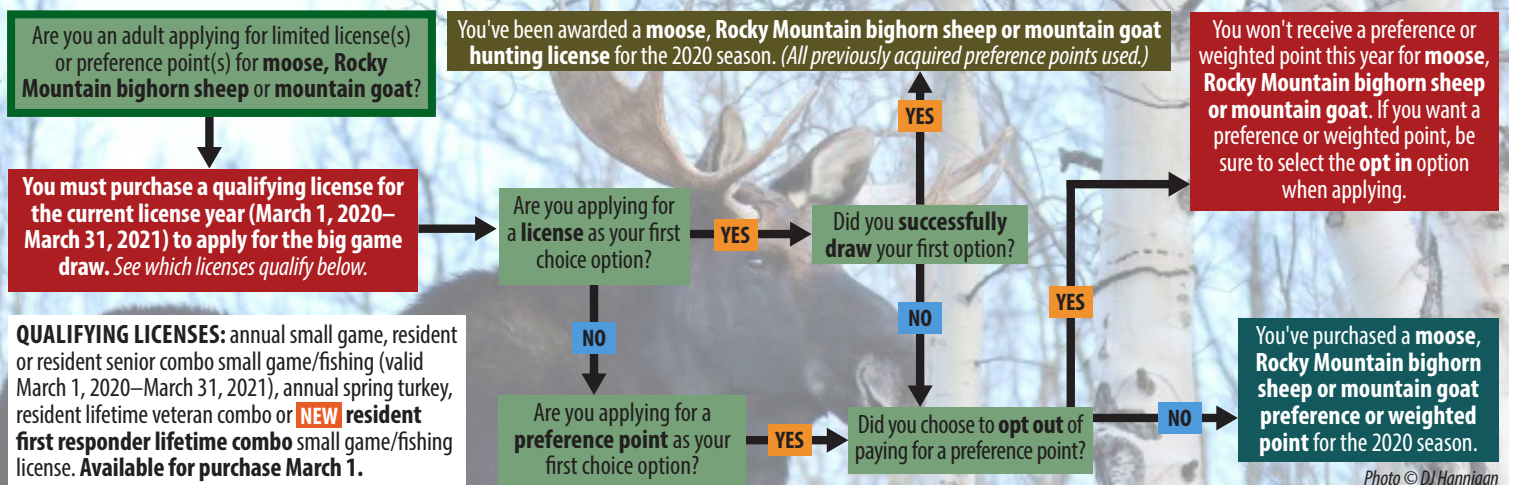 Are you an adult applying for limited license(s)
or preference point(s) for moose, Rocky
Mountain bighorn sheep or mountain goat?
You must purchase a qualifying license for
the current license year (March 1, 2020–
March 31, 2021) to apply for the big game
draw. See which licenses qualify below.
QUALIFYING LICENSES: annual small game, resident
or resident senior combo small game/fishing (valid
March 1, 2020–March 31, 2021), annual spring turkey,
resident lifetime veteran combo or NEW resident
first responder lifetime combo small game/fishing
license. Available for purchase March 1.
Are you applying for
a license as your first
choice option?
YES
NO
Are you applying for a
preference point as your
first choice option?
YES
Did you successfully
draw your first option?
YES
You've been awarded a moose, Rocky Mountain bighorn sheep or mountain goat
hunting license for the 2020 season. (All previously acquired preference points used.)
NO
Did you choose to opt out of
paying for a preference point?
YES
You won't receive a preference or
weighted point this year for moose,
Rocky Mountain bighorn sheep
or mountain goat. If you want a
preference or weighted point, be
sure to select the opt in option
when applying.
NO
You've purchased a moose,
Rocky Mountain bighorn
sheep or mountain goat
preference or weighted
point for the 2020 season.
Photo © DJ Hannigan